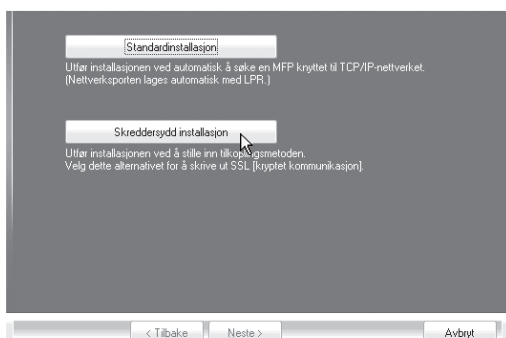 Standardinstallasjon
Utfør installasjonen ved automatisk å søke en MFP knyttet til TCP/IP-nettverket.
(Nettverksporten lages automatisk med LPR.)
Skreddersydd installasjon
Utfør installasjonen ved å stille inn tilkoplingsmetoden.
Velg dette alternativet for å skrive ut SSL [kryptet kommunikasjon].
< Tilbake
Neste >
Avbryt